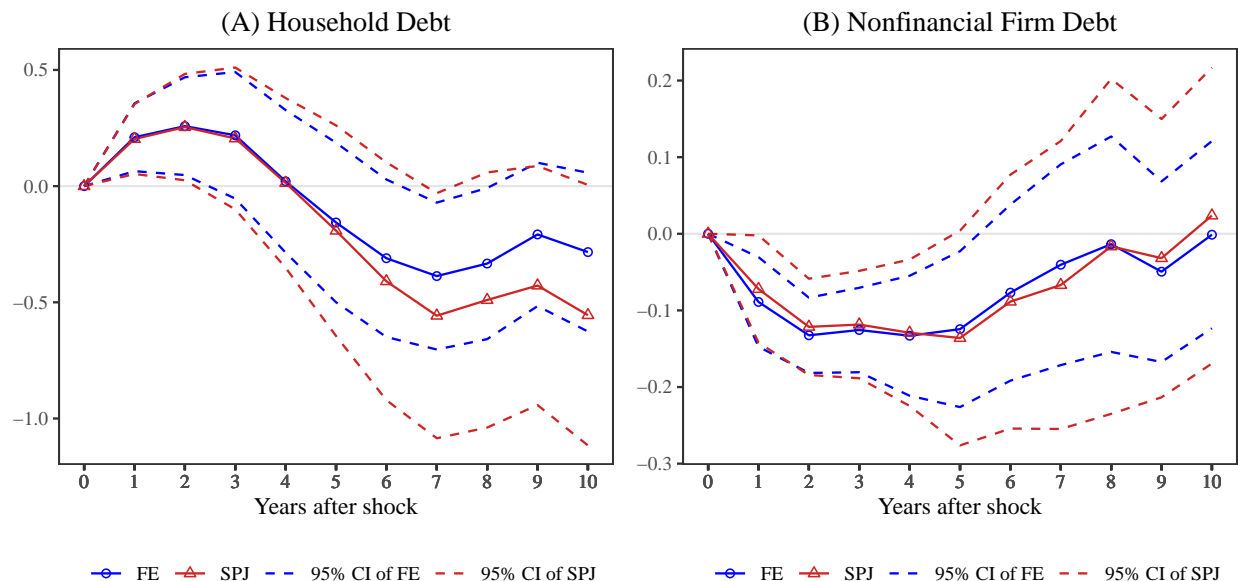 (A) Household Debt
0.5
0.0
−0.5
−1.0
0 1 2 3 4 5 6 7 8 9 10
Years after shock
FE SPJ 95% CI of FE 95% CI of SPJ
(B) Nonfinancial Firm Debt
0.2
0.1
0.0
−0.1
−0.2
−0.3
0 1 2 3 4 5 6 7 8 9 10
Years after shock
FE SPJ 95% CI of FE 95% CI of SPJ